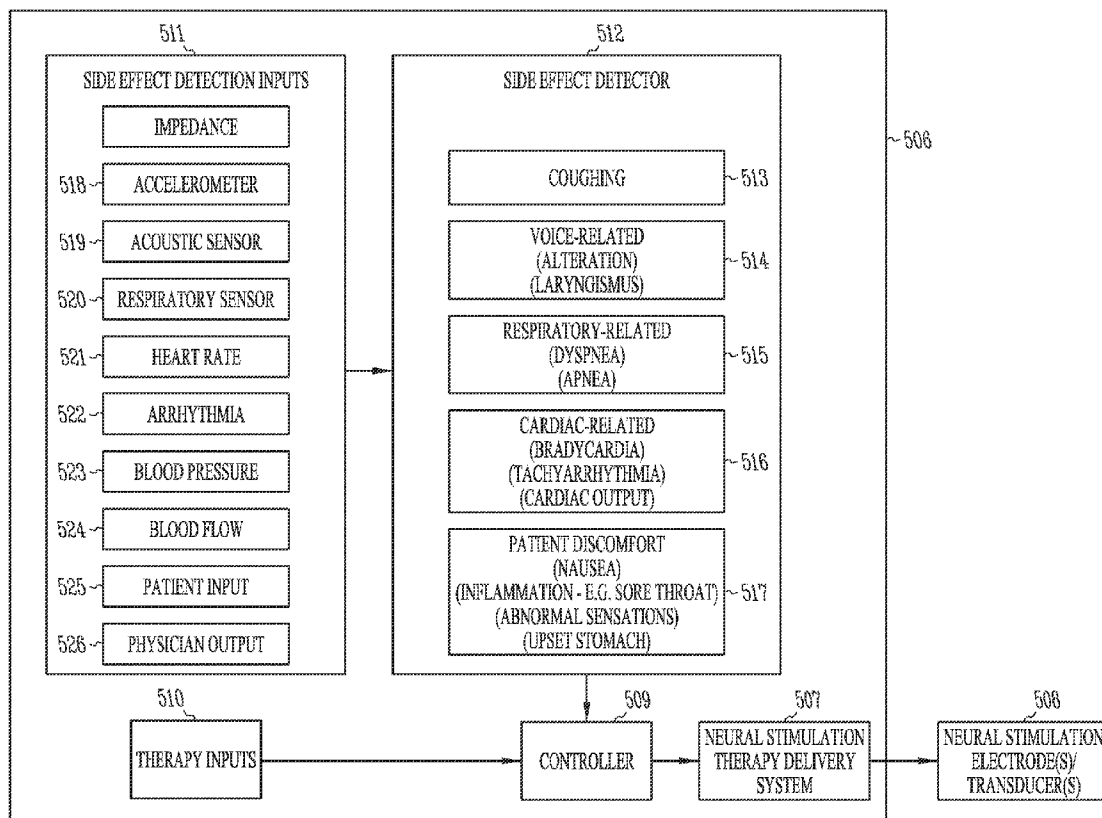 511
SIDE EFFECT DETECTION INPUTS
IMPEDANCE
518
ACCELEROMETER
519
ACOUSTIC SENSOR
520
RESPIRATORY SENSOR
521
HEART RATE
522
ARRHYTHMIA
523
BLOOD PRESSURE
524
BLOOD FLOW
525
PATIENT INPUT
526
PHYSICIAN OUTPUT
512
SIDE EFFECT DETECTOR
COUGHING
513
VOICE-RELATED
(ALTERATION)
(LARYNGISMUS)
514
RESPIRATORY-RELATED
(DYSPNEA)
(APNEA)
515
CARDIAC-RELATED
(BRADYCARDIA)
(TACHYARRHYTHMIA)
(CARDIAC OUTPUT)
516
PATIENT DISCOMFORT
(NAUSEA)
(INFLAMMATION - E.G. SORE THROAT)
(ABNORMAL SENSATIONS)
(UPSET STOMACH)
517
506
510
THERAPY INPUTS
509
CONTROLLER
507
NEURAL STIMULATION
THERAPY DELIVERY
SYSTEM
508
NEURAL STIMULATION
ELECTRODE(S)/
TRANSDUCER(S)